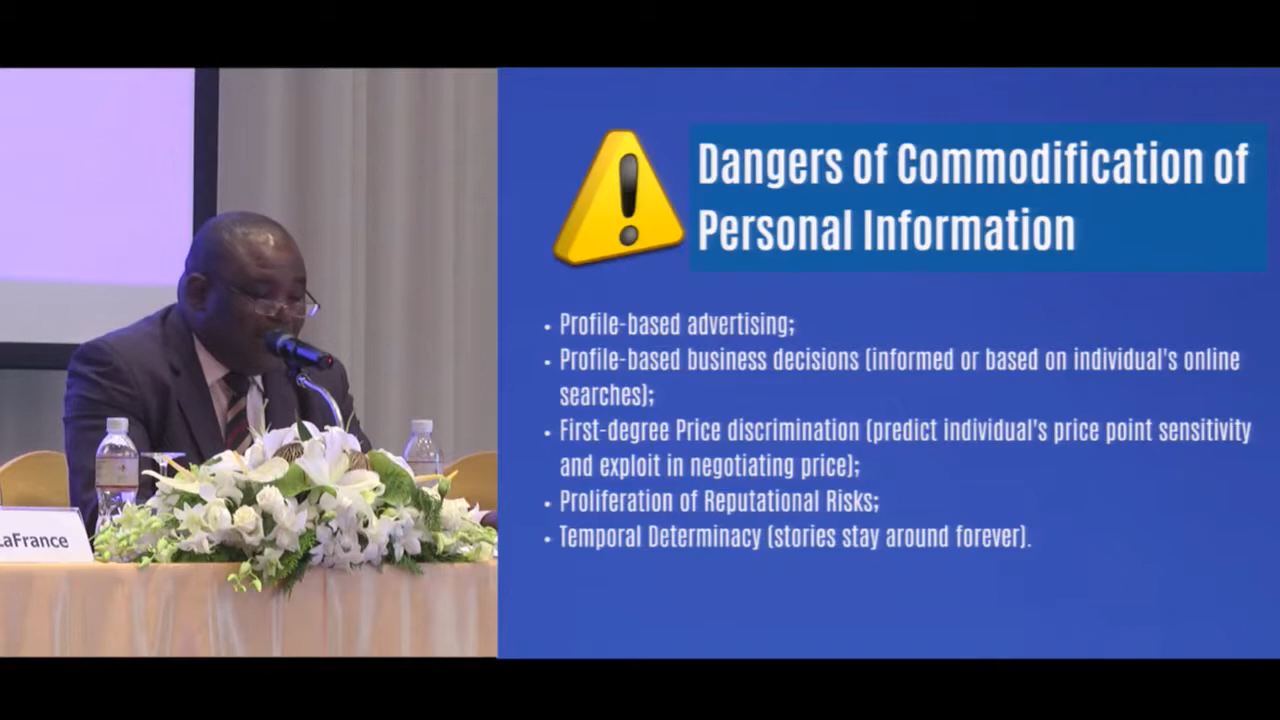 LaFrance
Dangers of Commodification of
Personal Information
• Profile-based advertising;
• Profile-based business decisions (informed or based on individual's online
searches);
• First-degree Price discrimination (predict individual's price point sensitivity
and exploit in negotiating price);
• Proliferation of Reputational Risks;
• Temporal Determinacy (stories stay around forever).